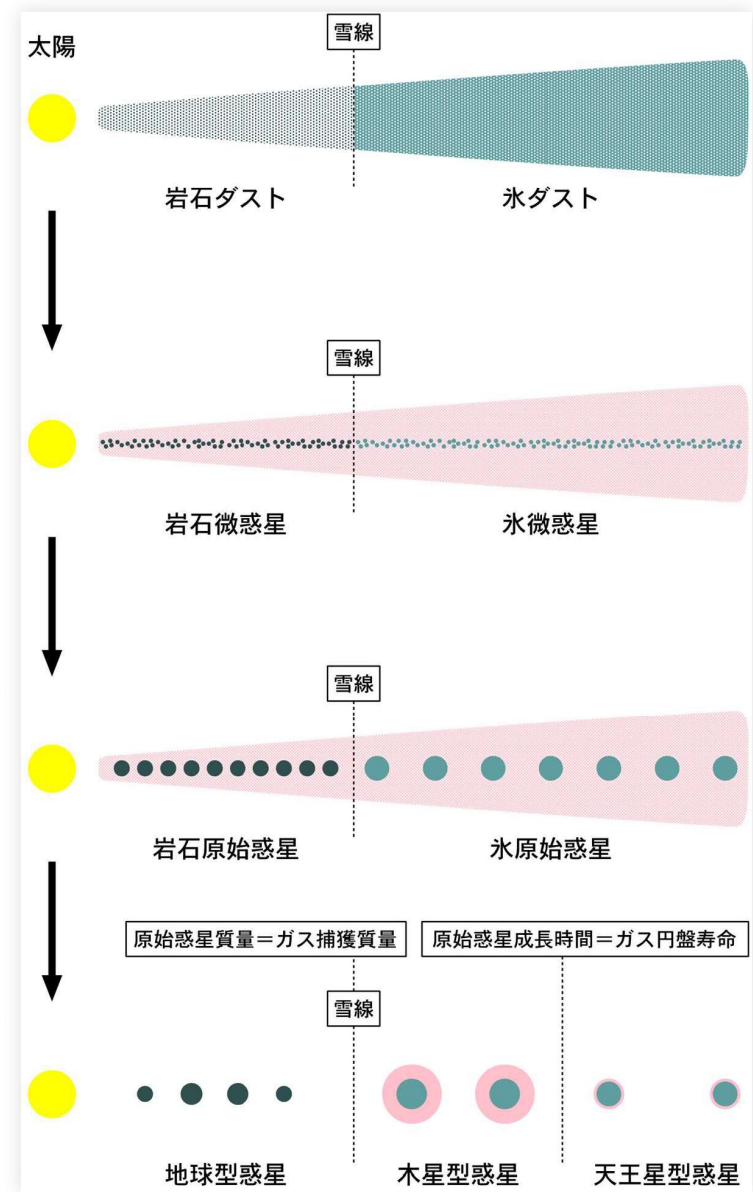 雪線
太陽
岩石ダスト
氷ダスト
雪線
岩石微惑星
氷微惑星
雪線
岩石原始惑星
氷原始惑星
原始惑星質量＝ガス捕獲質量
原始惑星成長時間＝ガス円盤寿命
雪線
地球型惑星
木星型惑星
天王星型惑星